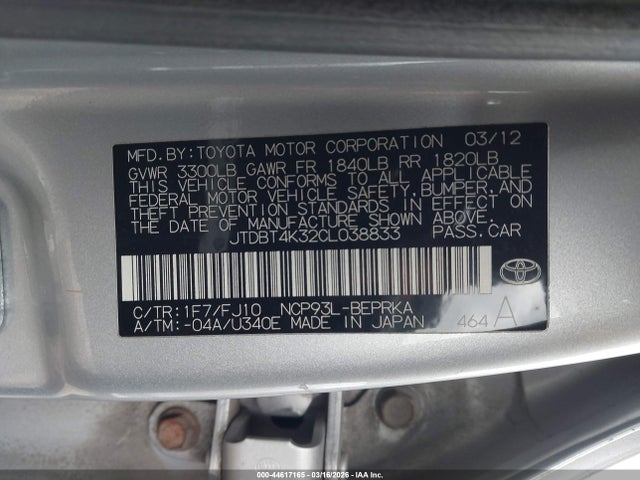 MFD. BY: TOYOTA MOTOR CORPORATION 03/12
GVWR 3300LB GAWR FR 1840LB RR 1820LB
THIS VEHICLE CONFORMS TO ALL APPLICABLE
FEDERAL MOTOR VEHICLE SAFETY, BUMPER, AND
THEFT PREVENTION STANDARDS IN EFFECT ON
THE DATE OF MANUFACTURE SHOWN ABOVE.
JTDBT4K32CL038833 PASS. CAR
C/TR: 1F7/FJ10 NCP93L-BEPRKA
A/TM: -04A/U340E MADE IN JAPAN 464 A
000-44617165 - 03/16/2026 - © IAA, Inc.